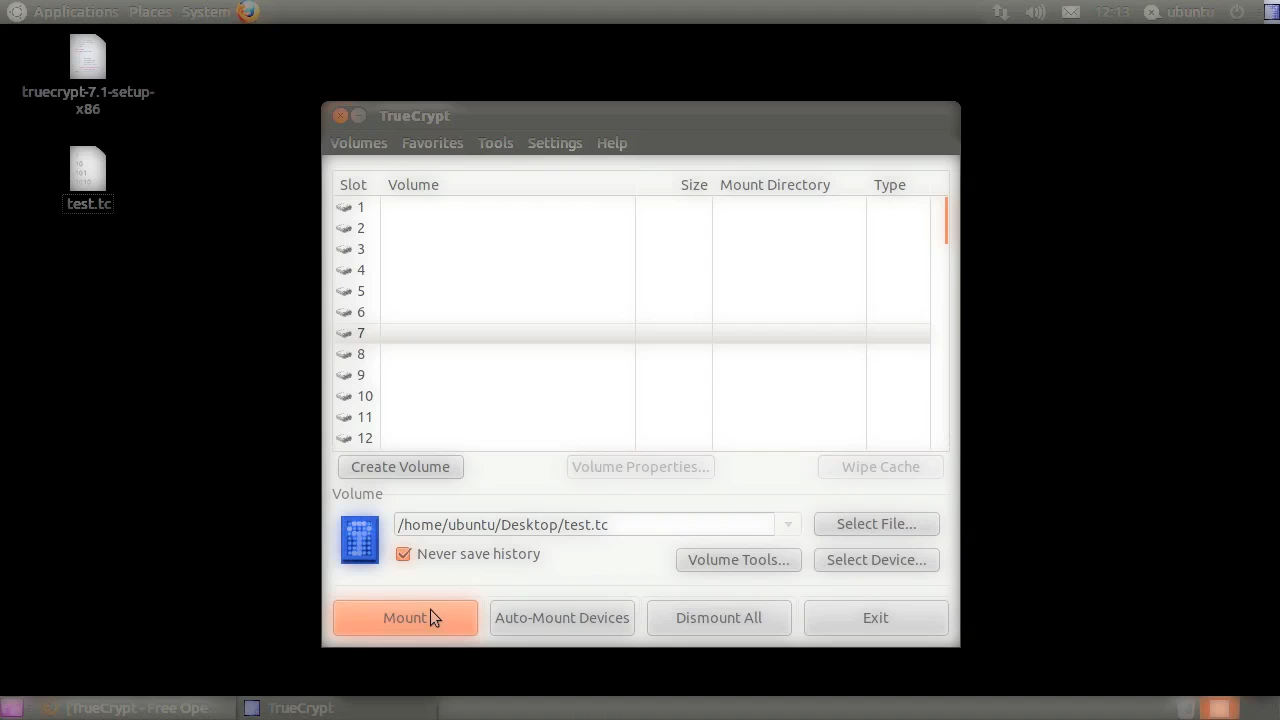 Applications Places System
12:13 ubuntu
truecrypt-7.1-setup-
x86
test.tc
TrueCrypt
Volumes Favorites Tools Settings Help
Slot Volume Size Mount Directory Type
1
2
3
4
5
6
7
8
9
10
11
12
Create Volume Volume Properties... Wipe Cache
Volume
/home/ubuntu/Desktop/test.tc Select File...
Never save history Volume Tools... Select Device...
Mount Auto-Mount Devices Dismount All Exit
[TrueCrypt - Free Ope... TrueCrypt